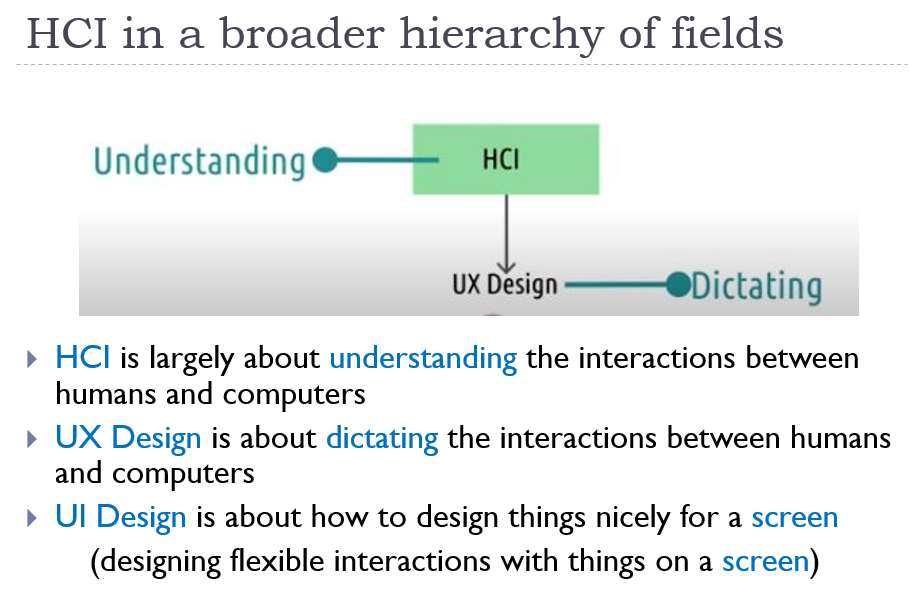 HCI in a broader hierarchy of fields
Understanding
HCI
UX Design
Dictating
HCI is largely about understanding the interactions between
humans and computers
UX Design is about dictating the interactions between humans
and computers
UI Design is about how to design things nicely for a screen
(designing flexible interactions with things on a screen)